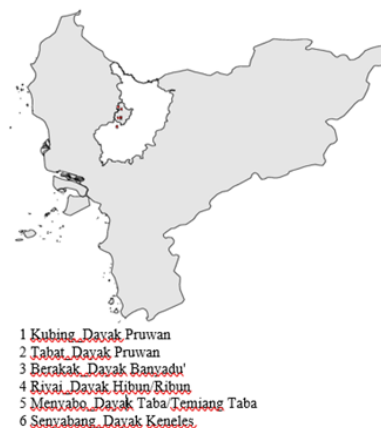 1 Kubing_Dayak Pruwan
2 Tabat_Dayak Pruwan
3 Berakak_Dayak Banyadu'
4 Riyai_Dayak Hibun/Ribun
5 Menyabo_Dayak Taba/Temiang Taba
6 Senyabang_Dayak Keneles